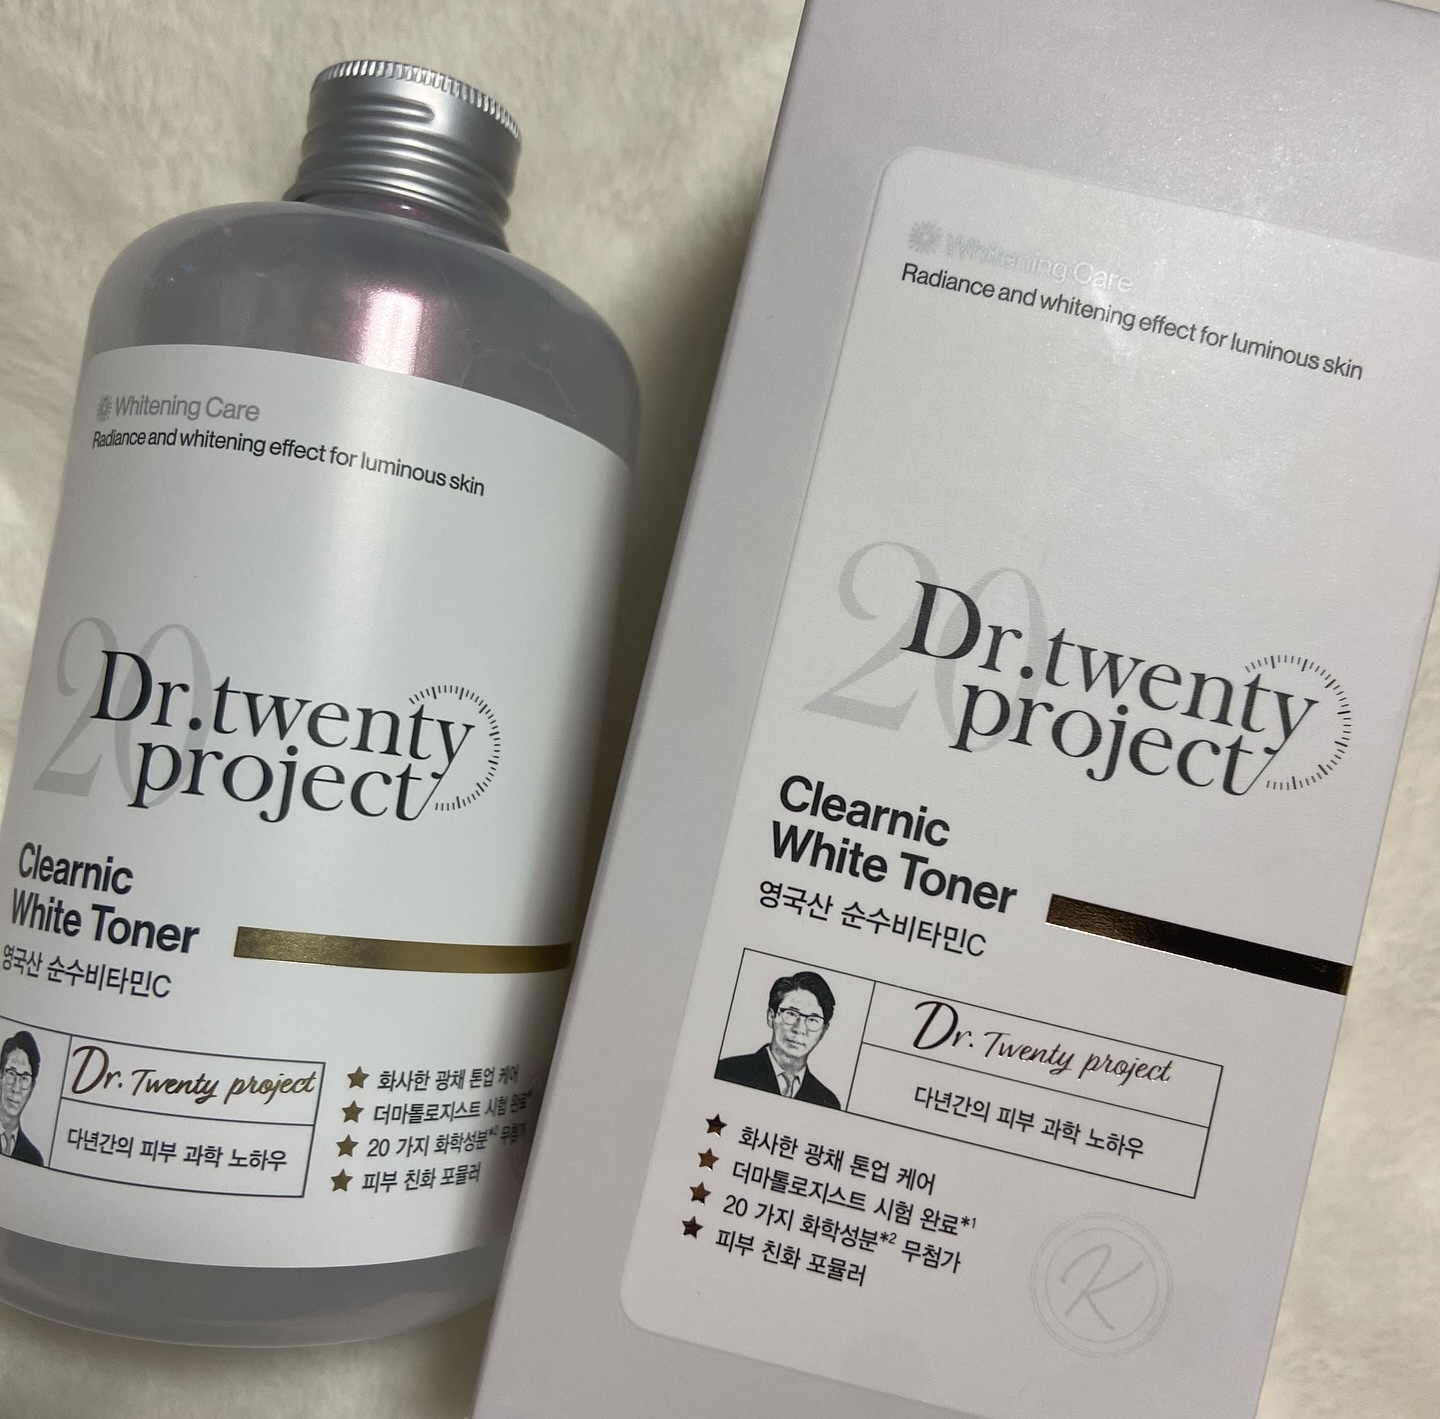 Whitening Care
Radiance and whitening effect for luminous skin
20
Dr.twenty
project
Clearnic
White Toner
영국산 순수비타민C
Dr. Twenty project
다년간의 피부 과학 노하우
화사한 광채 톤업 케어
더마톨로지스트 시험 완료*
20 가지 화학성분*² 무첨가
피부 친화 포뮬러
Whitening Care
Radiance and whitening effect for luminous skin
20
Dr.twenty
project
Clearnic
White Toner
영국산 순수비타민C
Dr. Twenty project
다년간의 피부 과학 노하우
화사한 광채 톤업 케어
더마톨로지스트 시험 완료*¹
20 가지 화학성분*² 무첨가
피부 친화 포뮬러
K